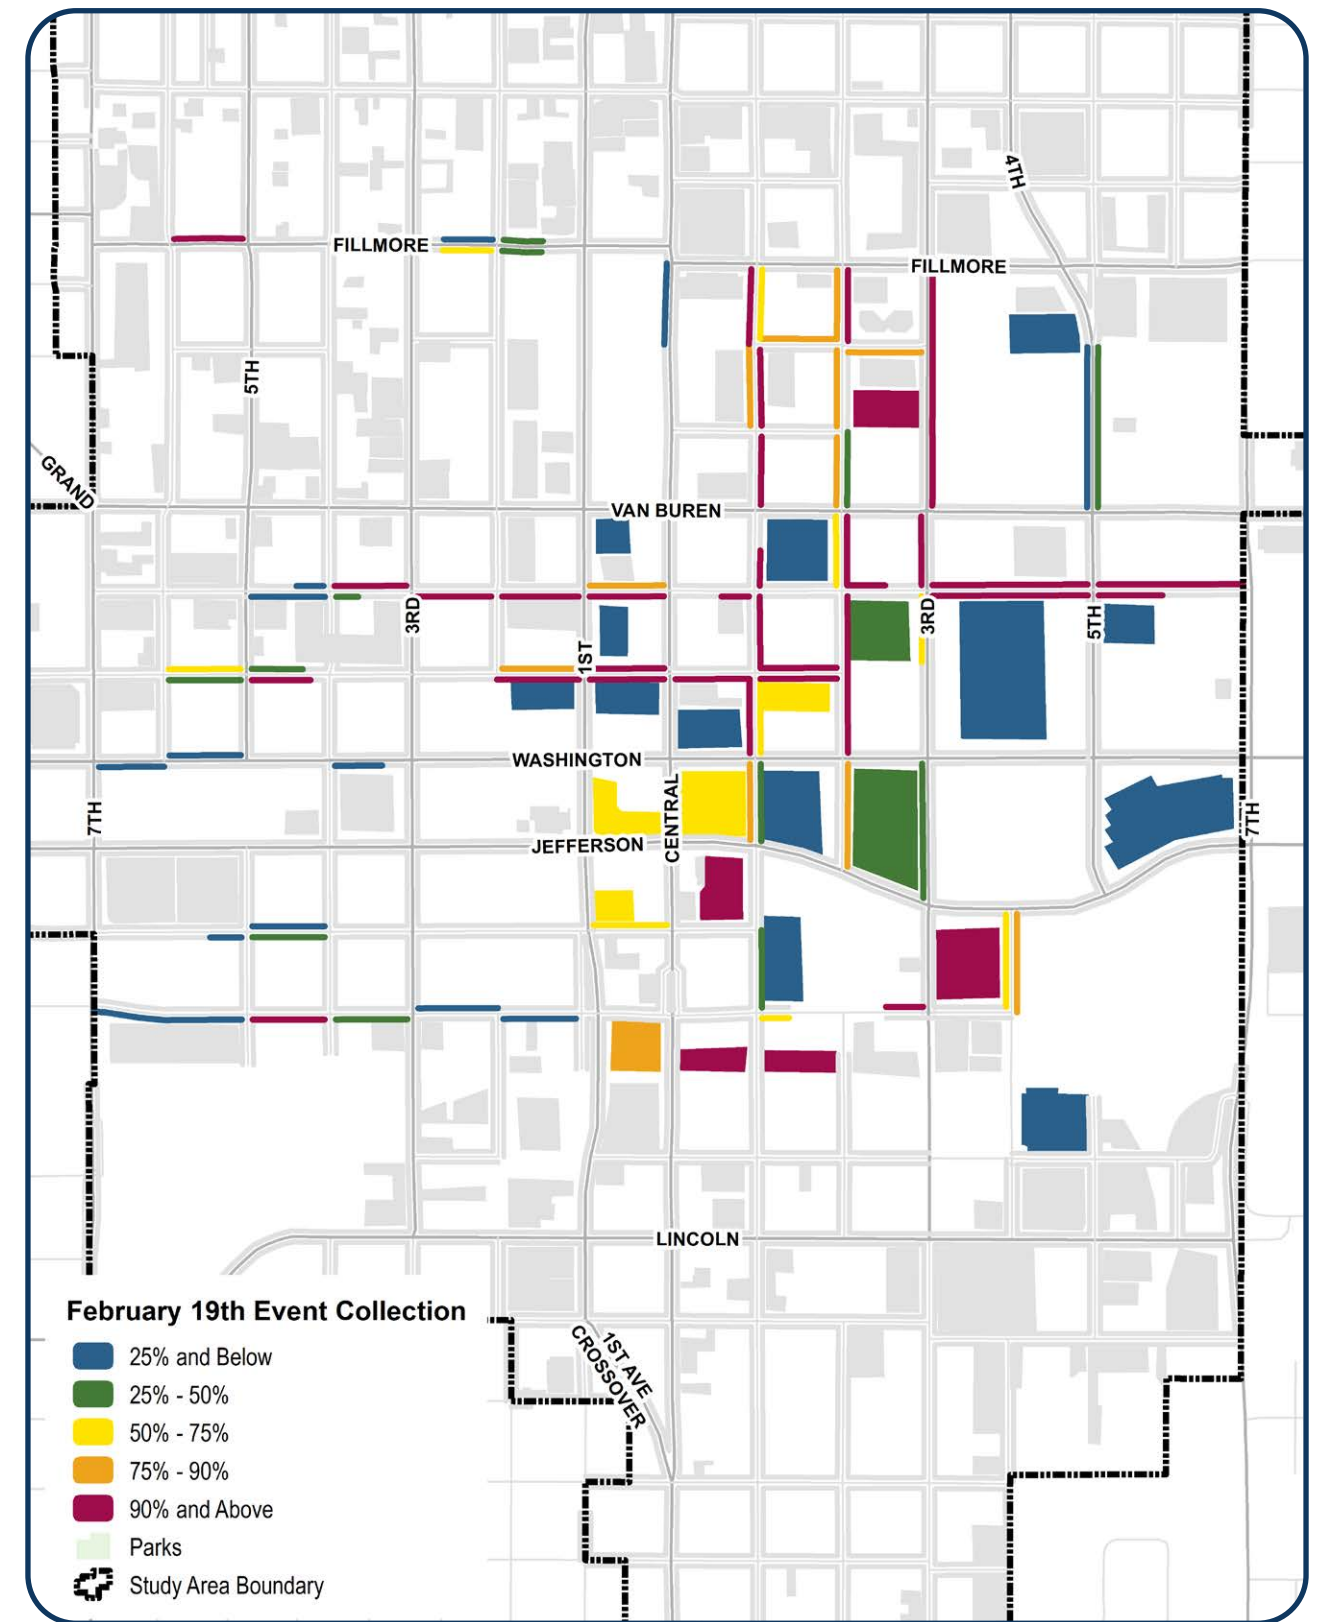 4TH
FILLMORE
FILLMORE
5TH
GRAND
VAN BUREN
3RD
3RD
5TH
1ST
WASHINGTON
7TH
CENTRAL
7TH
JEFFERSON
LINCOLN
February 19th Event Collection
25% and Below
25% - 50%
50% - 75%
75% - 90%
90% and Above
Parks
Study Area Boundary
1ST AVE
CROSSOVER